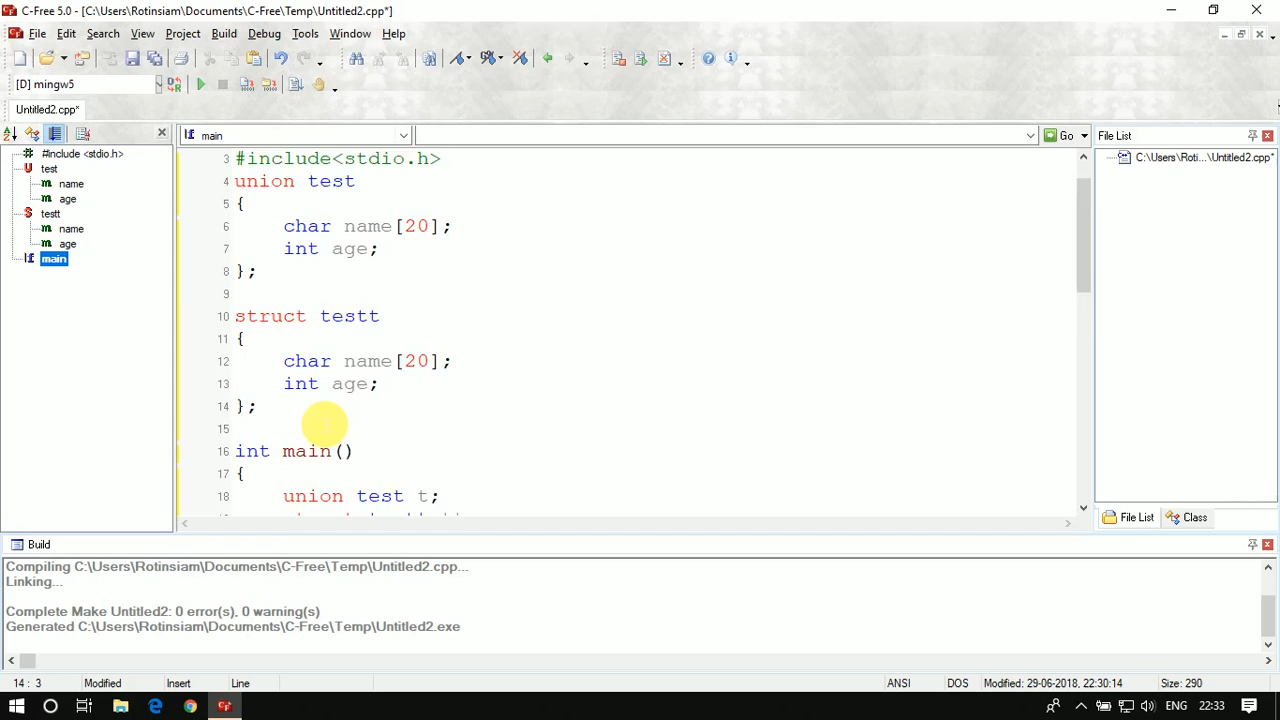 C-Free 5.0 - [C:\Users\Rotinsiam\Documents\C-Free\Temp\Untitled2.cpp*]
File Edit Search View Project Build Debug Tools Window Help
[D] mingw5
Untitled2.cpp*
main
Go
File List
#include <stdio.h>
test
name
age
testt
name
age
main
3 #include<stdio.h>
4 union test
5 {
6 char name[20];
7 int age;
8 };
9
10 struct testt
11 {
12 char name[20];
13 int age;
14 };
15
16 int main()
17 {
18 union test t;
C:\Users\Roti...\Untitled2.cpp*
File List Class
Build
Compiling C:\Users\Rotinsiam\Documents\C-Free\Temp\Untitled2.cpp...
Linking...
Complete Make Untitled2: 0 error(s), 0 warning(s)
Generated C:\Users\Rotinsiam\Documents\C-Free\Temp\Untitled2.exe
14 : 3 Modified Insert Line ANSI DOS Modified: 29-06-2018, 22:30:14 Size: 290
ENG 22:33